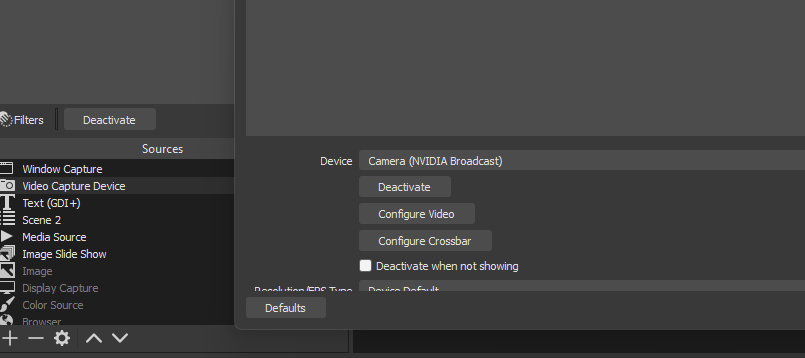 Filters
Deactivate
Sources
Window Capture
Video Capture Device
Text (GDI+)
Scene 2
Media Source
Image Slide Show
Image
Display Capture
Color Source
Browser
Device
Camera (NVIDIA Broadcast)
Deactivate
Configure Video
Configure Crossbar
Deactivate when not showing
Resolution/FPS Type
Device Default
Defaults